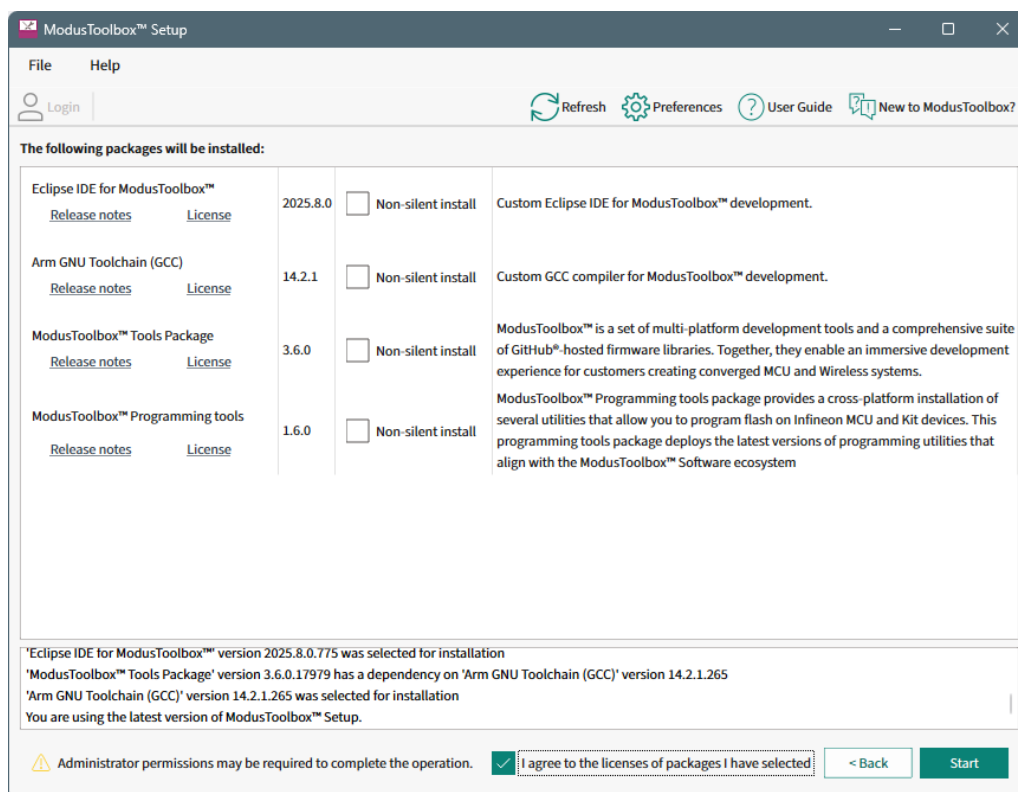 ModusToolbox™ Setup
File Help
Login Refresh Preferences User Guide New to ModusToolbox?
The following packages will be installed:
Eclipse IDE for ModusToolbox™
Release notes License
2025.8.0
Non-silent install
Custom Eclipse IDE for ModusToolbox™ development.
Arm GNU Toolchain (GCC)
Release notes License
14.2.1
Non-silent install
Custom GCC compiler for ModusToolbox™ development.
ModusToolbox™ Tools Package
Release notes License
3.6.0
Non-silent install
ModusToolbox™ is a set of multi-platform development tools and a comprehensive suite
of GitHub®-hosted firmware libraries. Together, they enable an immersive development
experience for customers creating converged MCU and Wireless systems.
ModusToolbox™ Programming tools
Release notes License
1.6.0
Non-silent install
ModusToolbox™ Programming tools package provides a cross-platform installation of
several utilities that allow you to program flash on Infineon MCU and Kit devices. This
programming tools package deploys the latest versions of programming utilities that
align with the ModusToolbox™ Software ecosystem
'Eclipse IDE for ModusToolbox™' version 2025.8.0.775 was selected for installation
'ModusToolbox™ Tools Package' version 3.6.0.17979 has a dependency on 'Arm GNU Toolchain (GCC)' version 14.2.1.265
'Arm GNU Toolchain (GCC)' version 14.2.1.265 was selected for installation
You are using the latest version of ModusToolbox™ Setup.
Administrator permissions may be required to complete the operation. I agree to the licenses of packages I have selected < Back Start